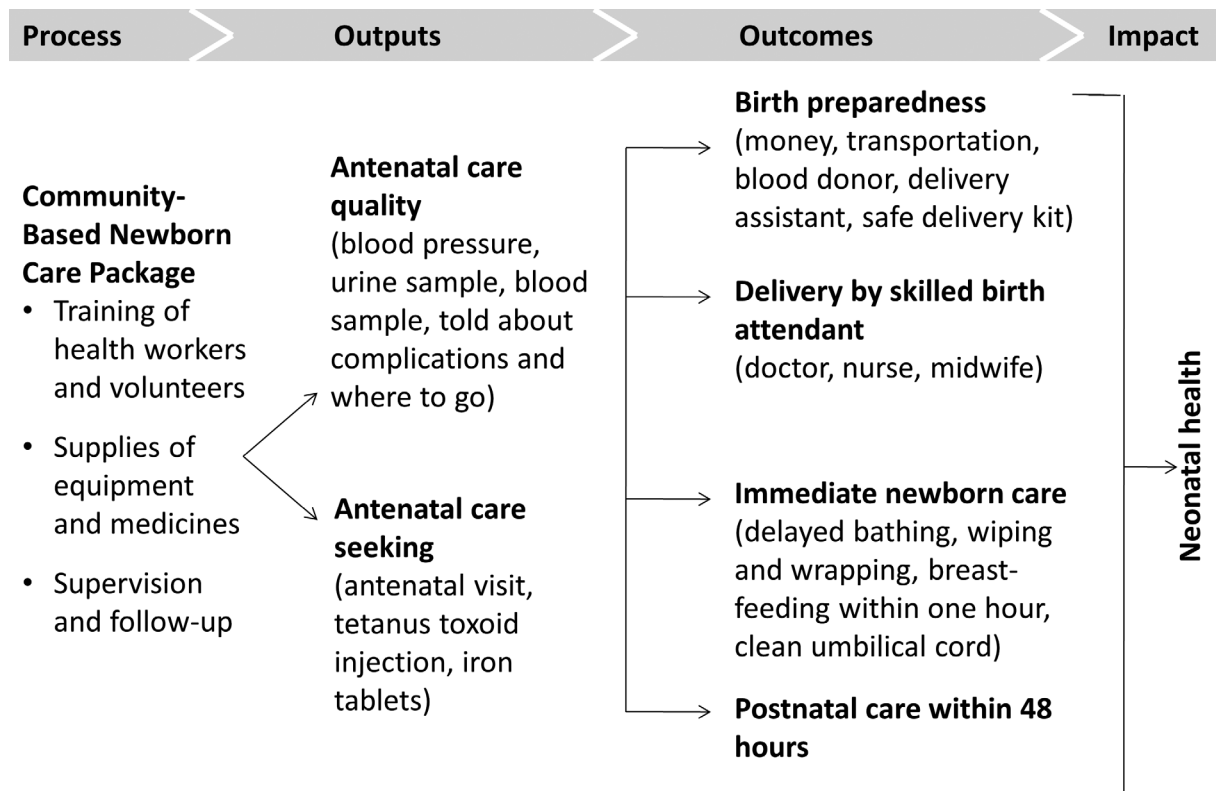 Process
Outputs
Outcomes
Impact
Community-
Based Newborn
Care Package
• Training of
health workers
and volunteers
• Supplies of
equipment
and medicines
• Supervision
and follow-up
Antenatal care
quality
(blood pressure,
urine sample, blood
sample, told about
complications and
where to go)
Antenatal care
seeking
(antenatal visit,
tetanus toxoid
injection, iron
tablets)
Birth preparedness
(money, transportation,
blood donor, delivery
assistant, safe delivery kit)
Delivery by skilled birth
attendant
(doctor, nurse, midwife)
Immediate newborn care
(delayed bathing, wiping
and wrapping, breast-
feeding within one hour,
clean umbilical cord)
Postnatal care within 48
hours
Neonatal health